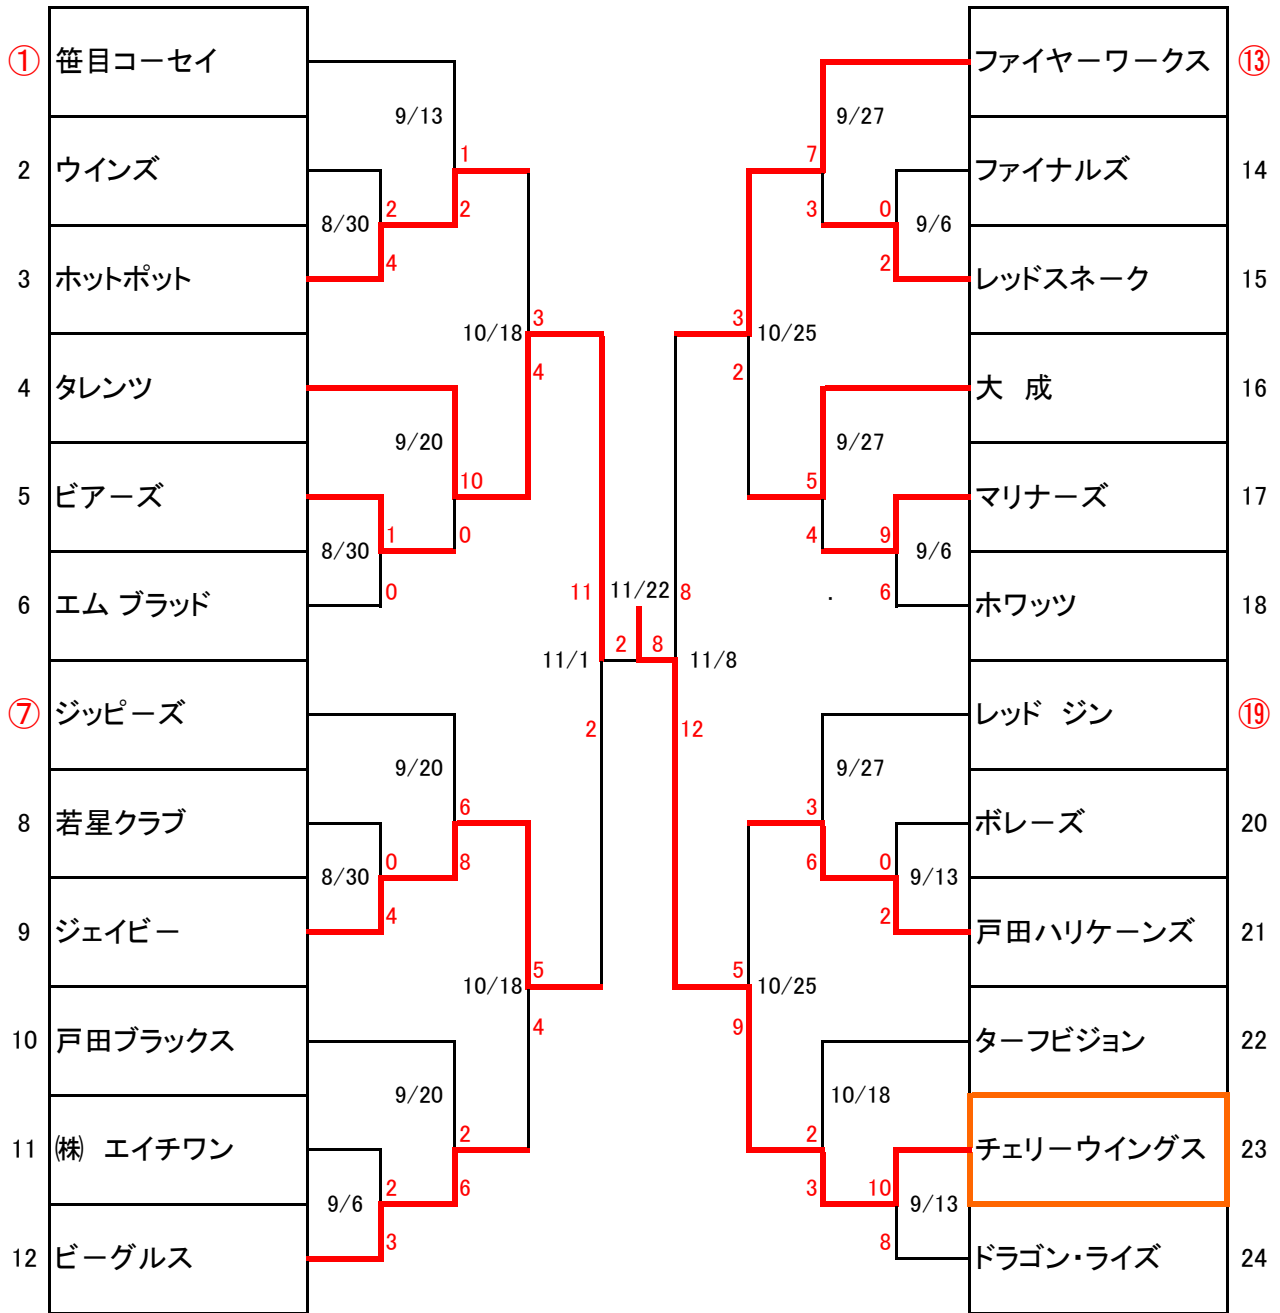 ① 笹目コーセイ
9/13
2 ウインズ
1
2
8/30
2
4
3 ホットポット
10/18
3
4
4 タレンツ
9/20
10
0
5 ビアーズ
8/30
1
0
6 エム ブラッド
11/1
11
2
⑦ ジッピーズ
9/20
6
8
8 若星クラブ
8/30
0
4
9 ジェイビー
10/18
5
4
10 戸田ブラックス
9/20
2
6
11 ㈱ エイチワン
9/6
2
3
12 ビーグルス
11/22
2 8
ファイヤーワークス ⑬
9/27
7
3
ファイナルズ 14
9/6
0
2
レッドスネーク 15
10/25
3
2
大 成 16
9/27
5
4
マリナーズ 17
9/6
9
6
ホワッツ 18
.
11/8
8
12
レッド ジン ⑲
9/27
3
6
ボレーズ 20
9/13
0
2
戸田ハリケーンズ 21
10/25
5
9
ターフビジョン 22
10/18
2
3
チェリーウイングス 23
9/13
10
8
ドラゴン・ライズ 24